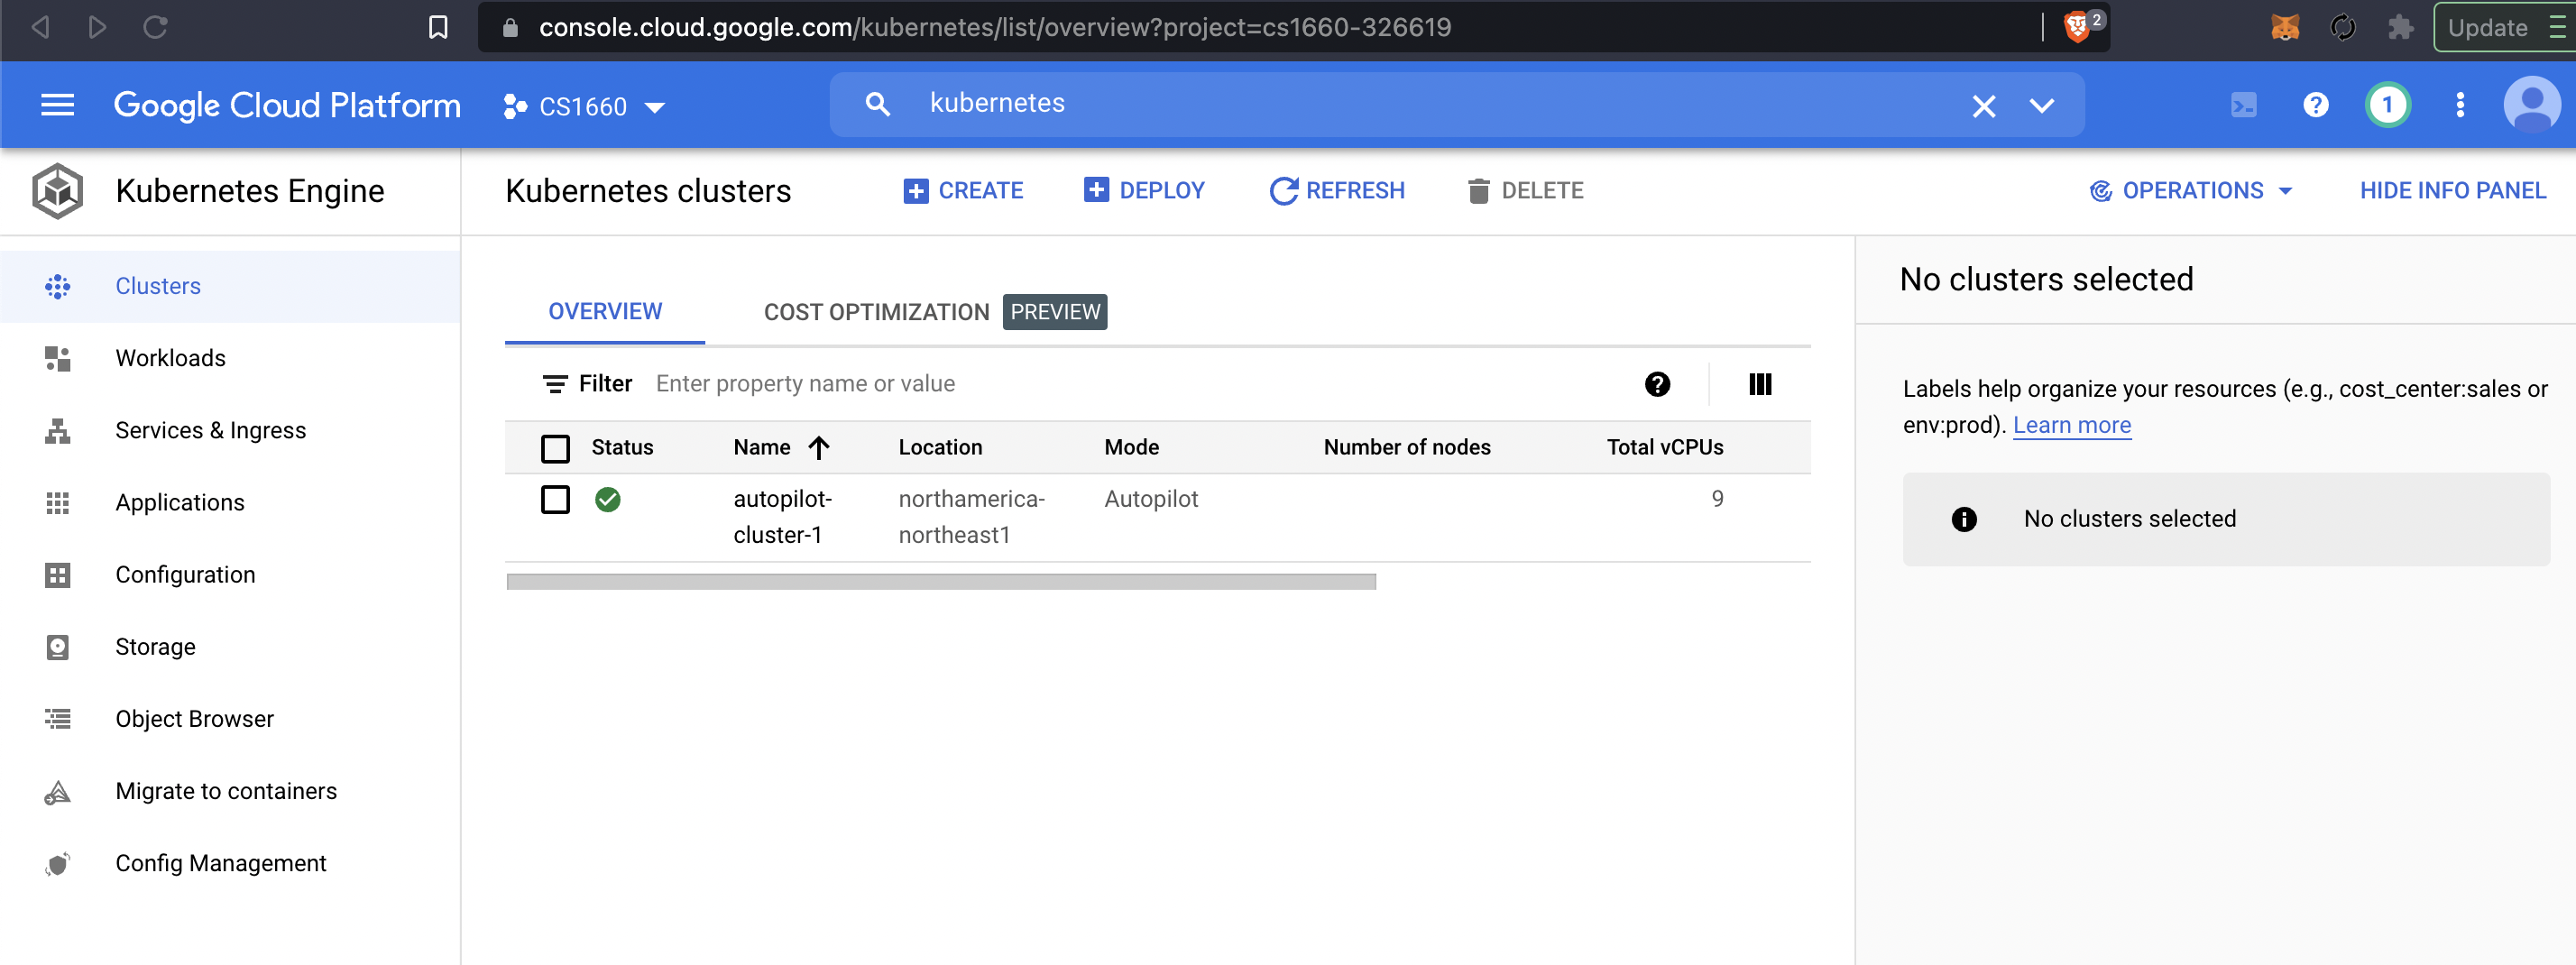 console.cloud.google.com/kubernetes/list/overview?project=cs1660-326619
2
Update
Google Cloud Platform
CS1660
kubernetes
1
Kubernetes Engine
Kubernetes clusters
CREATE
DEPLOY
REFRESH
DELETE
OPERATIONS
HIDE INFO PANEL
Clusters
Workloads
Services & Ingress
Applications
Configuration
Storage
Object Browser
Migrate to containers
Config Management
OVERVIEW
COST OPTIMIZATION PREVIEW
Filter Enter property name or value
Status Name Location Mode Number of nodes Total vCPUs
autopilot- northamerica- Autopilot 9
cluster-1 northeast1
No clusters selected
Labels help organize your resources (e.g., cost_center:sales or
env:prod). Learn more
No clusters selected